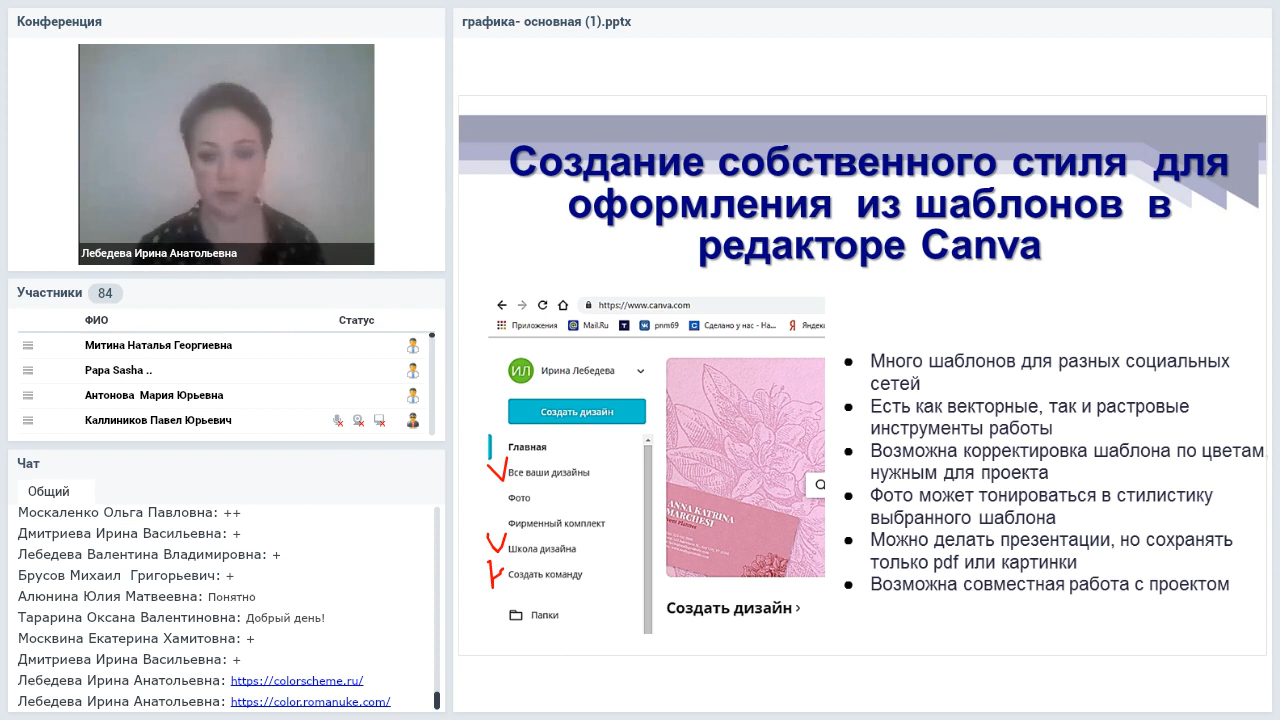 Конференция
Лебедева Ирина Анатольевна
Участники 84
ФИО Статус
Митина Наталья Георгиевна
Papa Sasha ..
Антонова Мария Юрьевна
Каллиников Павел Юрьевич
Чат
Общий
Москаленко Ольга Павловна: ++
Дмитриева Ирина Васильевна: +
Лебедева Валентина Владимировна: +
Брусов Михаил Григорьевич: +
Алюнина Юлия Матвеевна: Понятно
Тарарина Оксана Валентиновна: Добрый день!
Москвина Екатерина Хамитовна: +
Дмитриева Ирина Васильевна: +
Лебедева Ирина Анатольевна: https://colorscheme.ru/
Лебедева Ирина Анатольевна: https://color.romanuke.com/
графика- основная (1).pptx
Создание собственного стиля для
оформления из шаблонов в
редакторе Canva
https://www.canva.com
Приложения Mail.Ru pnm69 Сделано у нас - На... Яндекс
ИЛ Ирина Лебедева
Создать дизайн
Главная
Все ваши дизайны
Фото
Фирменный комплект
Школа дизайна
Создать команду
Папки
ANNA KATRINA
MARCHESI
Создать дизайн ›
● Много шаблонов для разных социальных
сетей
● Есть как векторные, так и растровые
инструменты работы
● Возможна корректировка шаблона по цветам,
нужным для проекта
● Фото может тонироваться в стилистику
выбранного шаблона
● Можно делать презентации, но сохранять
только pdf или картинки
● Возможна совместная работа с проектом